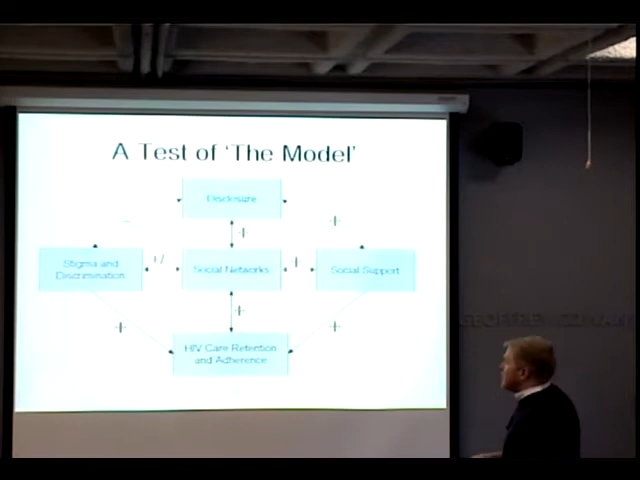 A Test of 'The Model'
Disclosure
-
+
+
Stigma and
Discrimination
+/
Social Networks
+
Social Support
+
+
+
HIV Care Retention
and Adherence